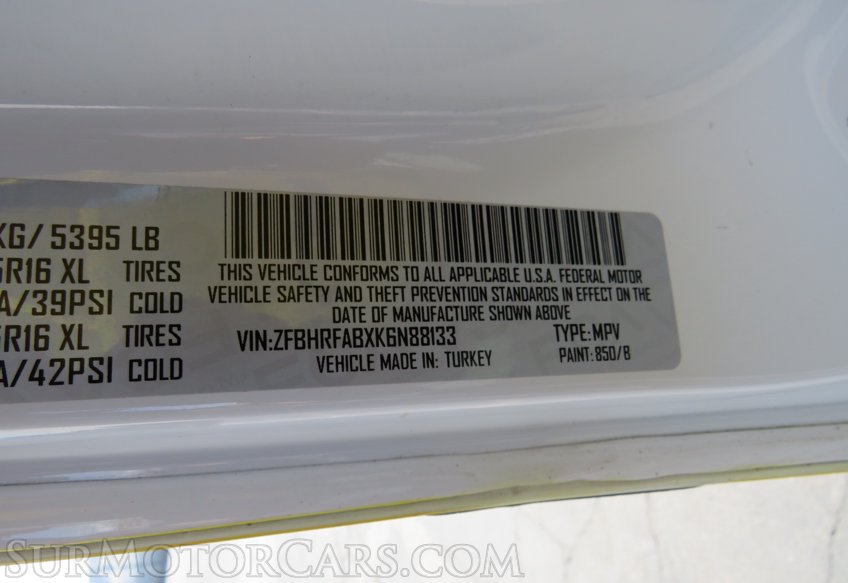 KG/ 5395 LB
5R16 XL TIRES
A/39PSI COLD
5R16 XL TIRES
A/42PSI COLD
THIS VEHICLE CONFORMS TO ALL APPLICABLE U.S.A. FEDERAL MOTOR
VEHICLE SAFETY AND THEFT PREVENTION STANDARDS IN EFFECT ON THE
DATE OF MANUFACTURE SHOWN ABOVE
VIN:ZFBHRFABXK6N88133 TYPE:MPV
VEHICLE MADE IN: TURKEY PAINT: 850/B
SURMOTORCARS.COM